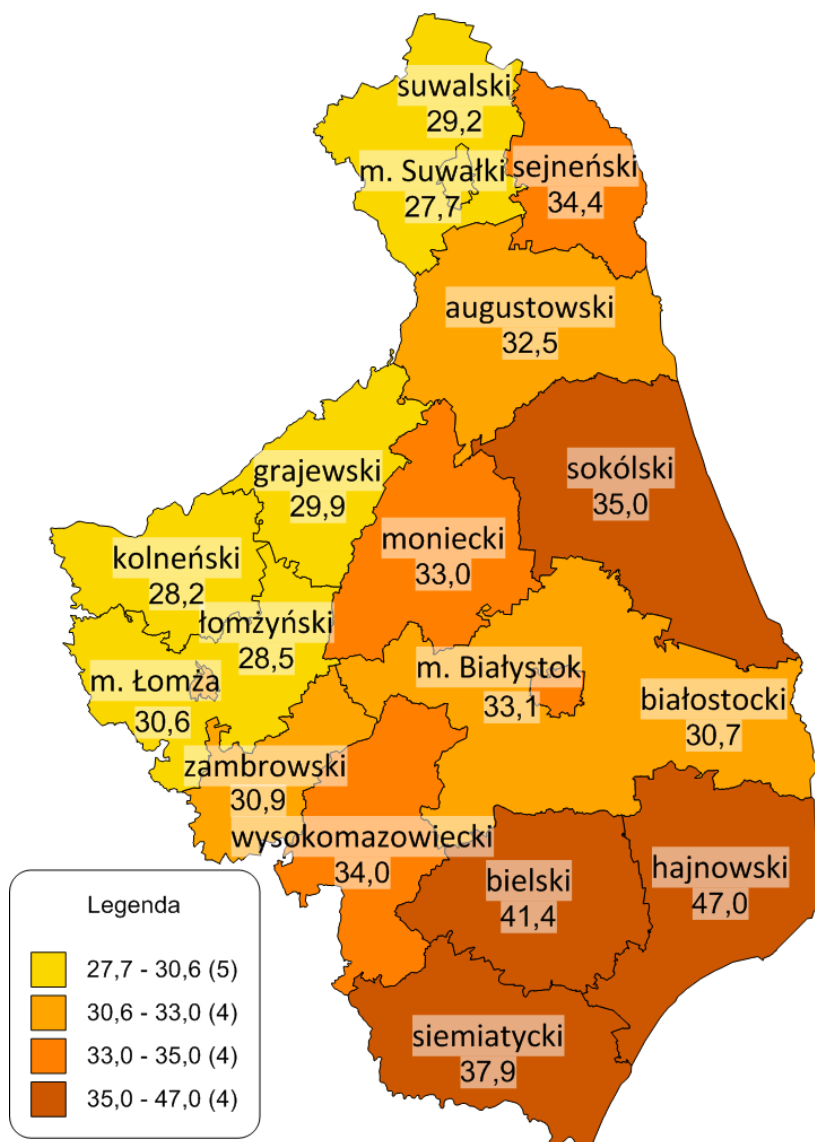 suwalski
29,2
m. Suwałki
27,7
sejneński
34,4
augustowski
32,5
grajewski
29,9
sokólski
35,0
moniecki
33,0
kolneński
28,2
łomżyński
28,5
m. Łomża
30,6
m. Białystok
33,1
białostocki
30,7
zambrowski
30,9
wysokomazowiecki
34,0
bielski
41,4
hajnowski
47,0
siemiatycki
37,9
Legenda
27,7 - 30,6 (5)
30,6 - 33,0 (4)
33,0 - 35,0 (4)
35,0 - 47,0 (4)